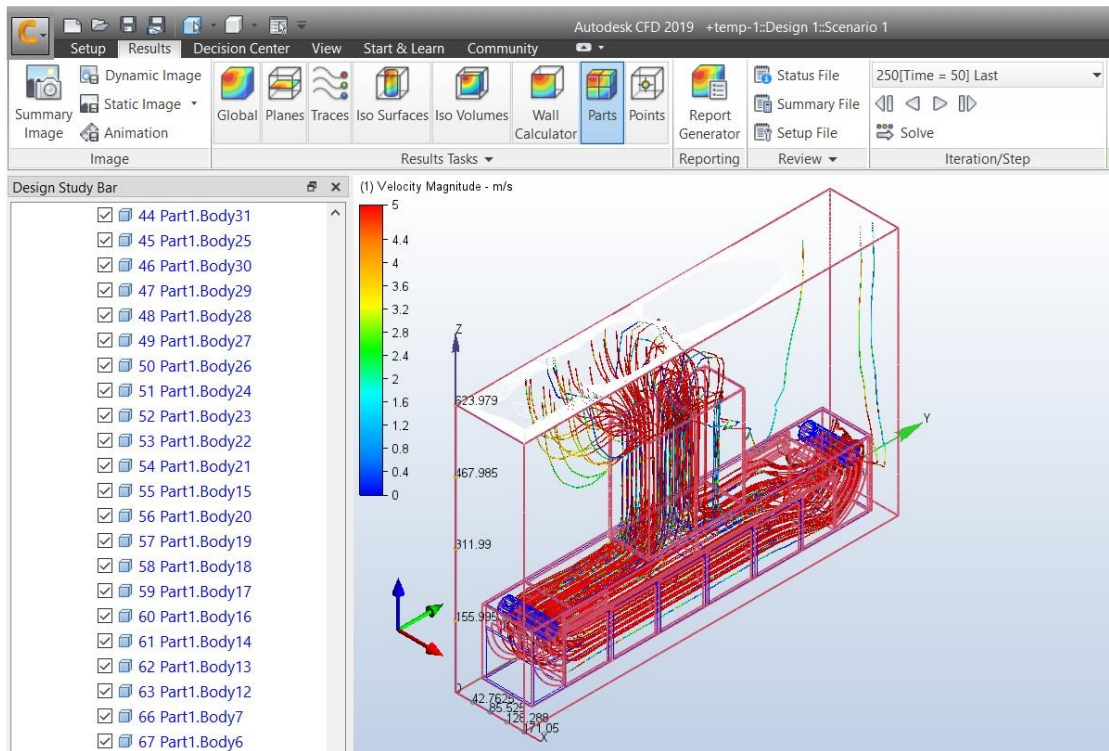 Autodesk CFD 2019   +temp-1::Design 1::Scenario 1
Setup Results Decision Center View Start & Learn Community
Summary Image
Dynamic Image
Static Image
Animation
Image
Global Planes Traces Iso Surfaces Iso Volumes Wall Calculator Parts Points
Results Tasks
Report Generator
Reporting
Status File
Summary File
Setup File
Review
250[Time = 50] Last
Solve
Iteration/Step
Design Study Bar
44 Part1.Body31
45 Part1.Body25
46 Part1.Body30
47 Part1.Body29
48 Part1.Body28
49 Part1.Body27
50 Part1.Body26
51 Part1.Body24
52 Part1.Body23
53 Part1.Body22
54 Part1.Body21
55 Part1.Body15
56 Part1.Body20
57 Part1.Body19
58 Part1.Body18
59 Part1.Body17
60 Part1.Body16
61 Part1.Body14
62 Part1.Body13
63 Part1.Body12
66 Part1.Body7
67 Part1.Body6
(1) Velocity Magnitude - m/s
5
4.4
4
3.2
2.8
2.4
2
1.6
1.2
0.8
0.4
0
Z
623.979
467.985
311.99
155.995
0
42.7625
85.525
128.288
171.05
X
Y